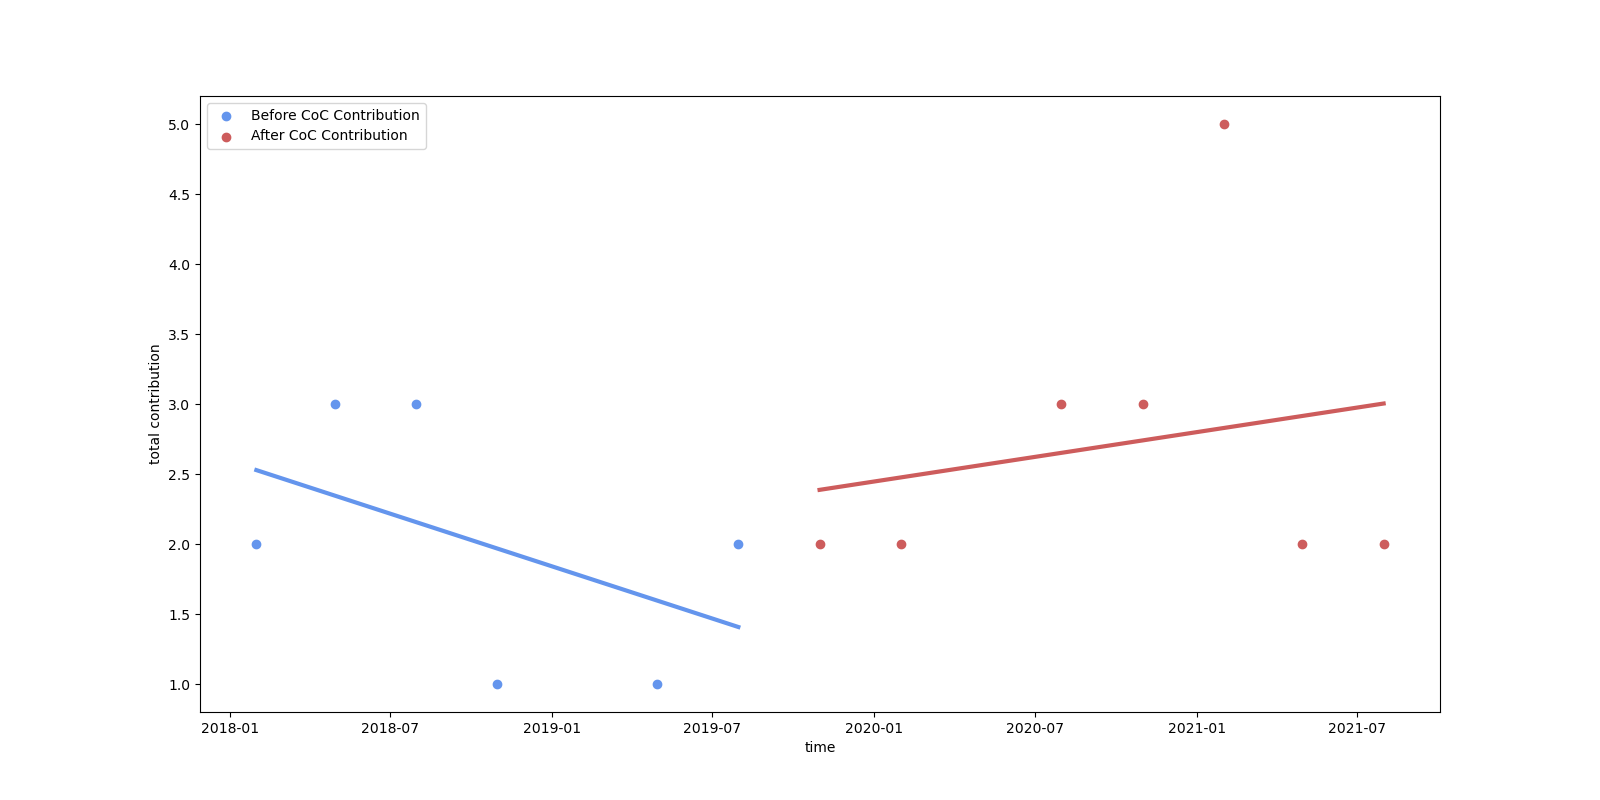 Before CoC Contribution
After CoC Contribution
5.0
4.5
4.0
3.5
3.0
2.5
2.0
1.5
1.0
total contribution
2018-01 2018-07 2019-01 2019-07 2020-01 2020-07 2021-01 2021-07
time